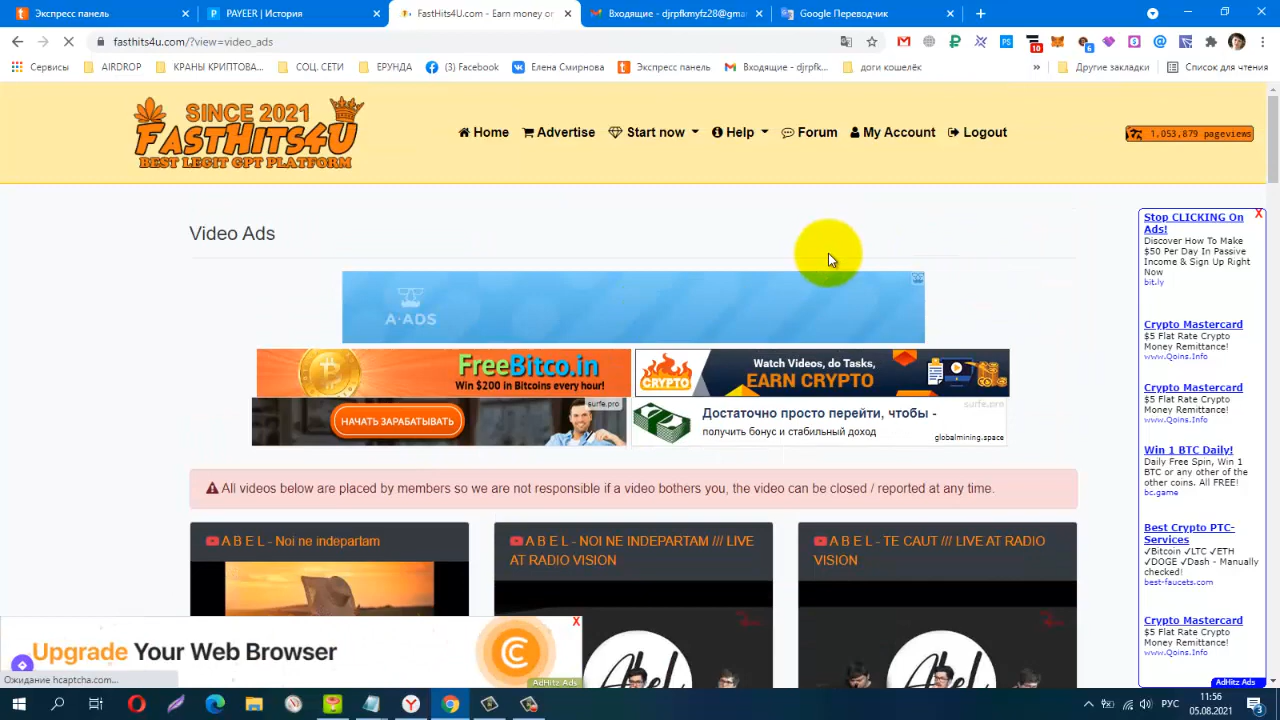 Экспресс панель
PAYEER | История
FastHits4U.com - Earn money or
Входящие - djrpfkmyfz28@gmai
Google Переводчик
fasthits4u.com/?view=video_ads
10
6
Сервисы
AIRDROP
КРАНЫ КРИПТОВА...
СОЦ. СЕТИ
ЕРУНДА
(3) Facebook
Елена Смирнова
Экспресс панель
Входящие - djrpfk...
доги кошелёк
Другие закладки
Список для чтения
SINCE 2021
FASTHITS4U
BEST LEGIT GPT PLATFORM
Home
Advertise
Start now
Help
Forum
My Account
Logout
1,053,879 pageviews
Video Ads
A-ADS
FreeBitco.in
Win $200 in Bitcoins every hour!
CRYPTO
Watch Videos, do Tasks,
EARN CRYPTO
НАЧАТЬ ЗАРАБАТЫВАТЬ
surfe.pro
Достаточно просто перейти, чтобы -
получить бонус и стабильный доход
surfe.pro
globalmining.space
All videos below are placed by members so we are not responsible if a video bothers you, the video can be closed / reported at any time.
A B E L - Noi ne indepartam
A B E L - NOI NE INDEPARTAM /// LIVE
AT RADIO VISION
A B E L - TE CAUT /// LIVE AT RADIO
VISION
X
Stop CLICKING On
Ads!
Discover How To Make
$50 Per Day In Passive
Income & Sign Up Right
Now
bit.ly
Crypto Mastercard
$5 Flat Rate Crypto
Money Remittance!
www.Qoins.Info
Crypto Mastercard
$5 Flat Rate Crypto
Money Remittance!
www.Qoins.Info
Win 1 BTC Daily!
Daily Free Spin, Win 1
BTC or any other of the
other coins. All FREE!
bc.game
Best Crypto PTC-
Services
✓Bitcoin ✓LTC ✓ETH
✓DOGE ✓Dash - Manually
checked!
best-faucets.com
Crypto Mastercard
$5 Flat Rate Crypto
Money Remittance!
www.Qoins.Info
AdHitz Ads
X
Upgrade Your Web Browser
AdHitz Ads
Ожидание hcaptcha.com...
РУС
11:56
05.08.2021
3